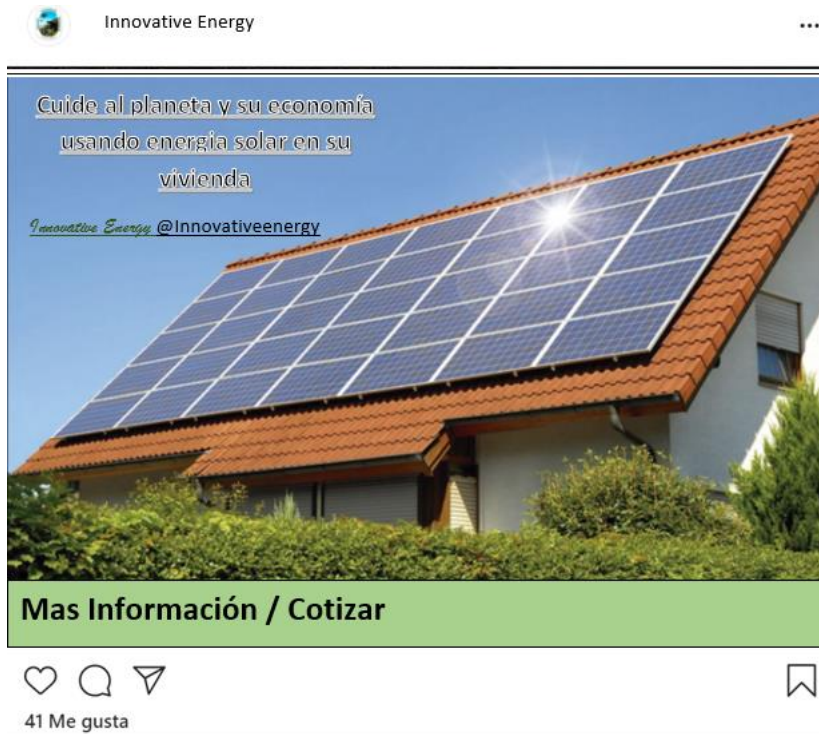 Innovative Energy
Cuide al planeta y su economía
usando energia solar en su
vivienda
Innovative Energy @Innovativeenergy
Mas Información / Cotizar
41 Me gusta